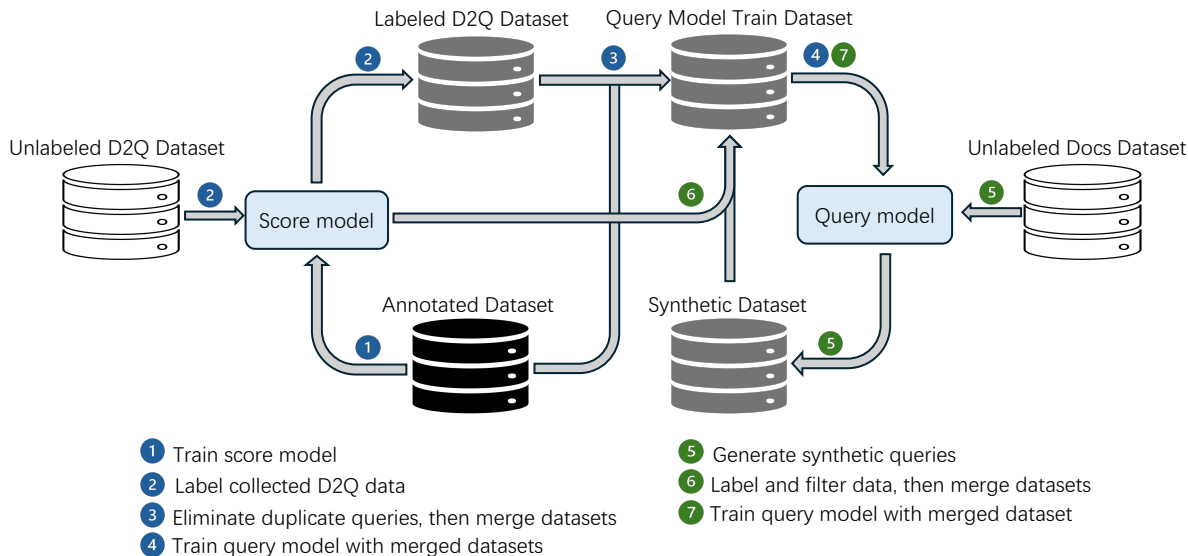 Labeled D2Q Dataset
Query Model Train Dataset
2
3
4
7
Unlabeled D2Q Dataset
Unlabeled Docs Dataset
2
6
5
Score model
Query model
Annotated Dataset
Synthetic Dataset
1
5
1 Train score model
2 Label collected D2Q data
3 Eliminate duplicate queries, then merge datasets
4 Train query model with merged datasets
5 Generate synthetic queries
6 Label and filter data, then merge datasets
7 Train query model with merged dataset